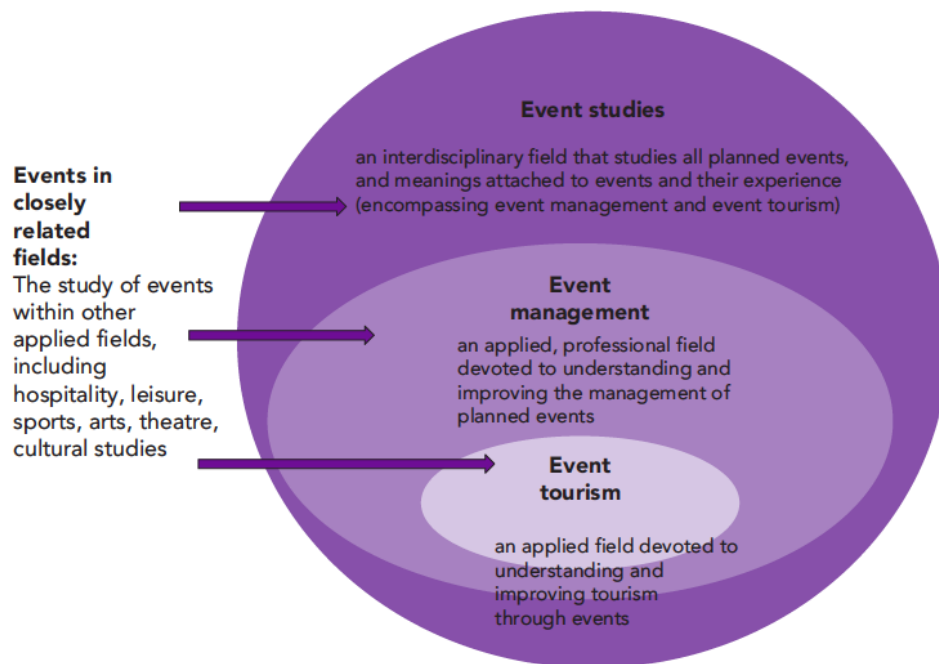 Event studies
an interdisciplinary field that studies all planned events,
and meanings attached to events and their experience
(encompassing event management and event tourism)
Events in
closely
related
fields:
The study of events
within other
applied fields,
including
hospitality, leisure,
sports, arts, theatre,
cultural studies
Event
management
an applied, professional field
devoted to understanding and
improving the management of
planned events
Event
tourism
an applied field devoted to
understanding and
improving tourism
through events